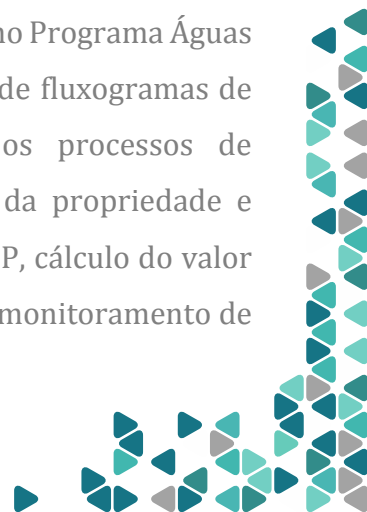 no Programa Águas
de fluxogramas de
os processos de
da propriedade e
P, cálculo do valor
monitoramento de